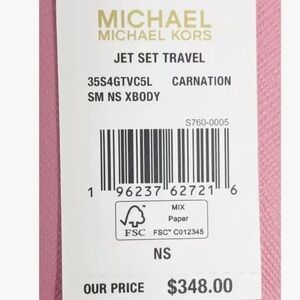 MICHAEL
MICHAEL KORS
JET SET TRAVEL
35S4GTVC5L CARNATION
SM NS XBODY
S760-0005
1 96237 62721 6
FSC
MIX
Paper
FSC™ C012345
NS
OUR PRICE $348.00